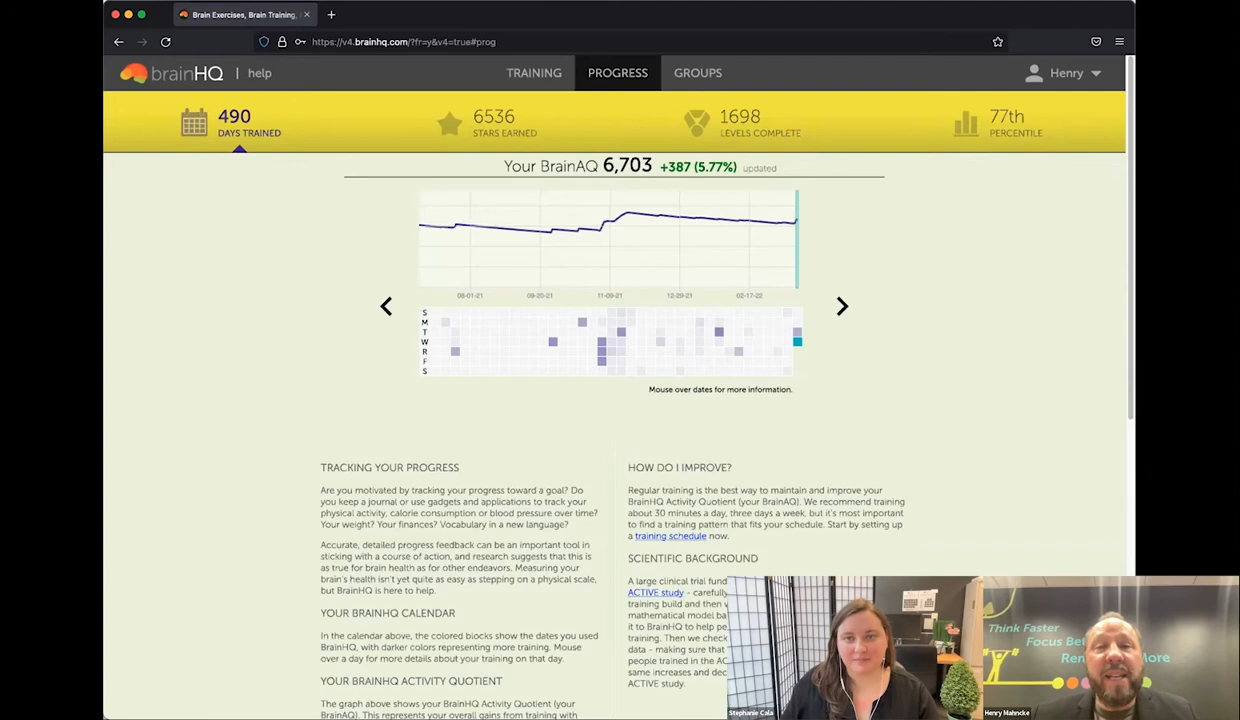 Brain Exercises, Brain Training,
https://v4.brainhq.com/?fr=y&v4=true#prog
brainHQ | help
TRAINING
PROGRESS
GROUPS
Henry
490
DAYS TRAINED
6536
STARS EARNED
1698
LEVELS COMPLETE
77th
PERCENTILE
Your BrainAQ 6,703 +387 (5.77%) updated
08-01-21 09-20-21 11-09-21 12-29-21 02-17-22
S
M
T
W
R
F
S
Mouse over dates for more information.
TRACKING YOUR PROGRESS
Are you motivated by tracking your progress toward a goal? Do
you keep a journal or use gadgets and applications to track your
physical activity, calorie consumption or blood pressure over time?
Your weight? Your finances? Vocabulary in a new language?
Accurate, detailed progress feedback can be an important tool in
sticking with a course of action, and research suggests that this is
as true for brain health as for other endeavors. Measuring your
brain's health isn't yet quite as easy as stepping on a physical scale,
but BrainHQ is here to help.
YOUR BRAINHQ CALENDAR
In the calendar above, the colored blocks show the dates you used
BrainHQ, with darker colors representing more training. Mouse
over a day for more details about your training on that day.
YOUR BRAINHQ ACTIVITY QUOTIENT
The graph above shows your BrainHQ Activity Quotient (your
BrainAQ). This represents your overall gains from training with
HOW DO I IMPROVE?
Regular training is the best way to maintain and improve your
BrainHQ Activity Quotient (your BrainAQ). We recommend training
about 30 minutes a day, three days a week, but it's most important
to find a training pattern that fits your schedule. Start by setting up
a training schedule now.
SCIENTIFIC BACKGROUND
A large clinical trial fund
ACTIVE study - carefully
training build and then v
mathematical model ba
it to BrainHQ to help pe
training. Then we check
data - making sure that
people trained in the AC
same increases and dec
ACTIVE study.
Think Faster
Focus Be
Re More
Stephanie Cala
Henry Mahncke